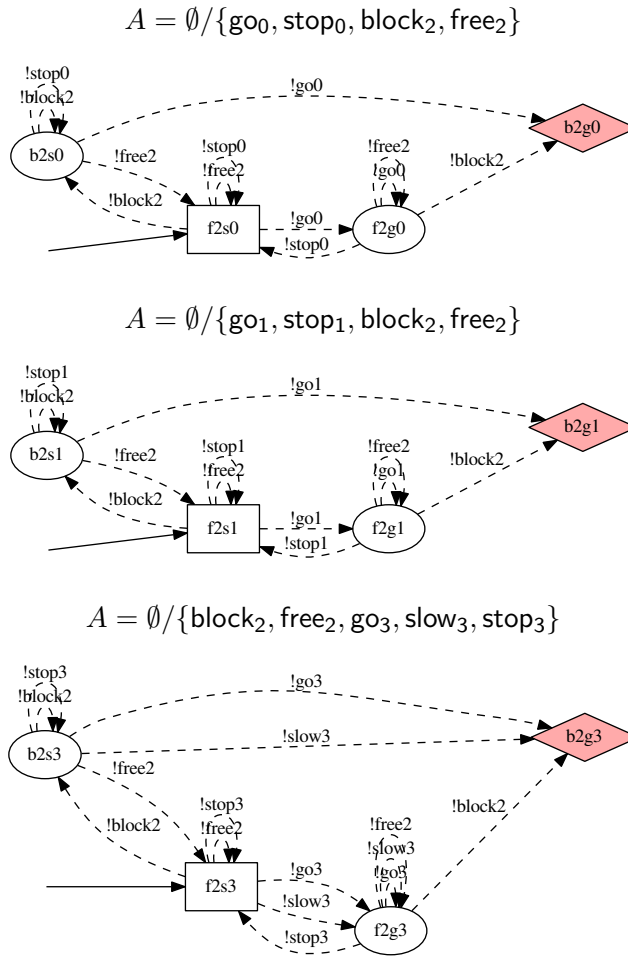 A = ∅/{go₀, stop₀, block₂, free₂}
!stop0
!block2
!go0
b2s0
b2g0
!free2
!stop0
!free2
!free2
!go0
!block2
!block2
f2s0
!go0
f2g0
!stop0
A = ∅/{go₁, stop₁, block₂, free₂}
!stop1
!block2
!go1
b2s1
b2g1
!free2
!stop1
!free2
!free2
!go1
!block2
!block2
f2s1
!go1
f2g1
!stop1
A = ∅/{block₂, free₂, go₃, slow₃, stop₃}
!stop3
!block2
!go3
b2s3
b2g3
!slow3
!free2
!stop3
!free2
!block2
!block2
!free2
!slow3
!go3
f2s3
!go3
!slow3
f2g3
!stop3